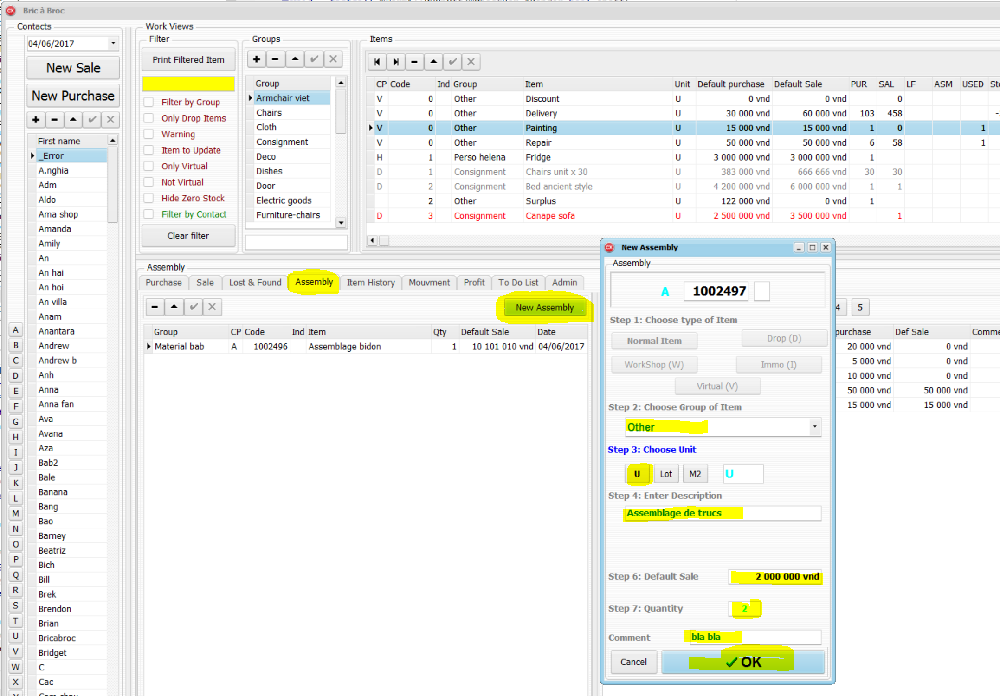 Bric à Broc
Contacts
04/06/2017
New Sale
New Purchase
First name
_Error
A.nghia
Adm
Aldo
Ama shop
Amanda
Amily
An
An hai
An hoi
An villa
Anam
Anantara
Andrew
Andrew b
Anh
Anna
Anna fan
Ava
Avana
Aza
Bab2
Bale
Banana
Bang
Bao
Barney
Beatriz
Bich
Bill
Brek
Brendon
Brian
Bricabroc
Bridget
C
Cac
A
B
C
D
E
F
G
H
I
J
K
L
M
N
O
P
Q
R
S
T
U
V
W
X
Work Views
Filter
Print Filtered Item
Filter by Group
Only Drop Items
Warning
Item to Update
Only Virtual
Not Virtual
Hide Zero Stock
Filter by Contact
Clear filter
Groups
Group
Armchair viet
Chairs
Cloth
Consignment
Deco
Dishes
Door
Electric goods
Furniture-chairs
Items
CP Code Ind Group Item Unit Default purchase Default Sale PUR SAL LF ASM USED
V 0 Other Discount U 0 vnd 0 vnd 0
V 0 Other Delivery U 30 000 vnd 60 000 vnd 103 458
V 0 Other Painting U 15 000 vnd 15 000 vnd 1 0 1
V 0 Other Repair U 50 000 vnd 50 000 vnd 6 58 1
H 1 Perso helena Fridge U 3 000 000 vnd 3 000 000 vnd 1
D 1 Consignment Chairs unit x 30 U 383 000 vnd 666 666 vnd 30 30
D 2 Consignment Bed ancient style U 4 200 000 vnd 6 000 000 vnd 1 1
2 Other Surplus U 122 000 vnd 0 vnd 1
D 3 Consignment Canape sofa U 2 500 000 vnd 3 500 000 vnd 1
Assembly
Purchase Sale Lost & Found Assembly Item History Mouvment Profit To Do List Admin
New Assembly
Group CP Code Ind Item Qty Default Sale Date
Material bab A 1002496 Assemblage bidon 1 10 101 010 vnd 04/06/2017
New Assembly
Assembly
A 1002497
Step 1: Choose type of Item
Normal Item Drop (D)
WorkShop (W) Immo (I)
Virtual (V)
Step 2: Choose Group of Item
Other
Step 3: Choose Unit
U Lot M2 U
Step 4: Enter Description
Assemblage de trucs
Step 6: Default Sale 2 000 000 vnd
Step 7: Quantity 2
Comment bla bla
Cancel OK
4 5
purchase Def Sale Comme
20 000 vnd 0 vnd
5 000 vnd 0 vnd
10 000 vnd 0 vnd
50 000 vnd 50 000 vnd
15 000 vnd 15 000 vnd